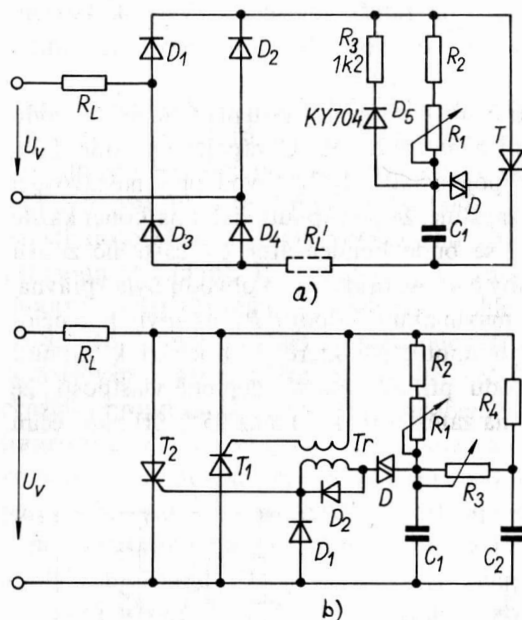 D1
D2
R3
1k2
R2
RL
Uv
KY704
D5
R1
T
D
C1
D3
D4
RL'
a)
RL
R2
Tr
R1
R4
T2
T1
D
R3
Uv
D2
D1
C1
C2
b)